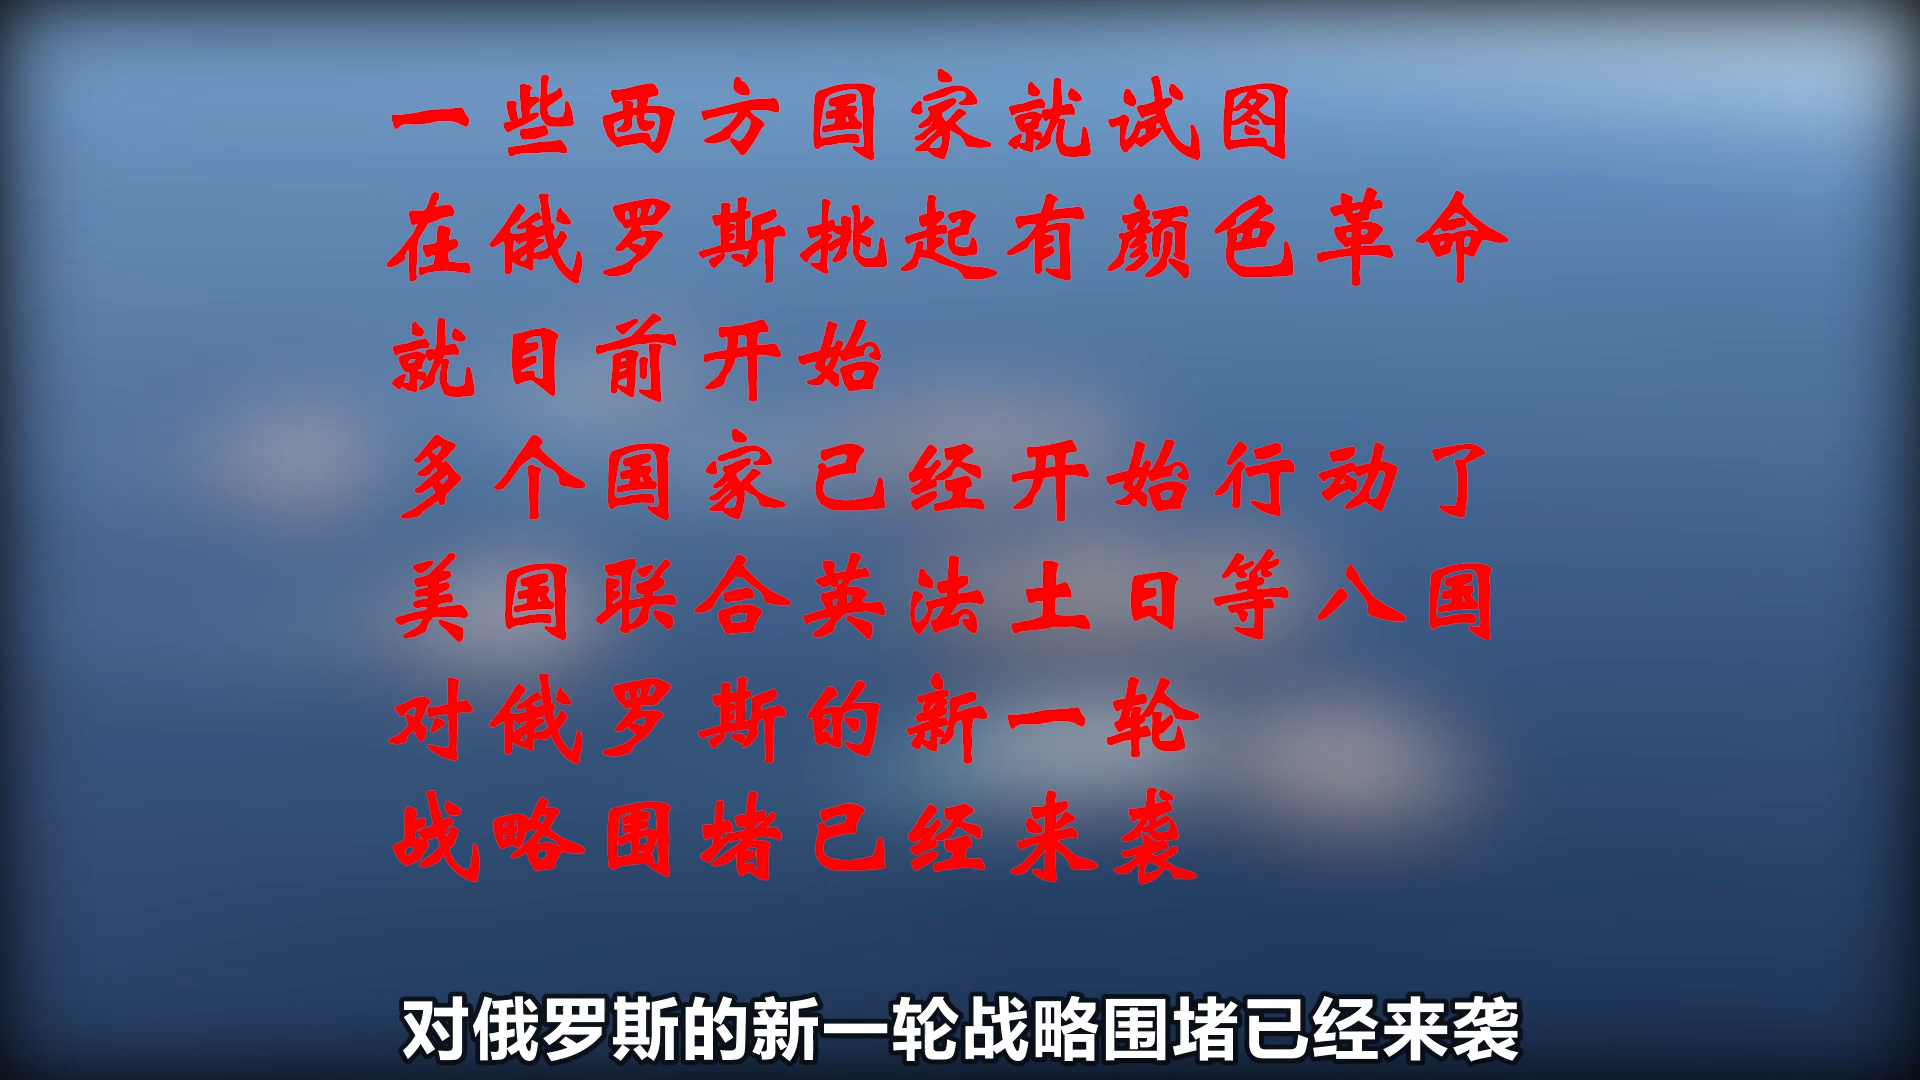 一些西方国家就试图
在俄罗斯挑起有颜色革命
就目前开始
多个国家已经开始行动了
美国联合英法土日等八国
对俄罗斯的新一轮
战略围堵已经来袭
对俄罗斯的新一轮战略围堵已经来袭